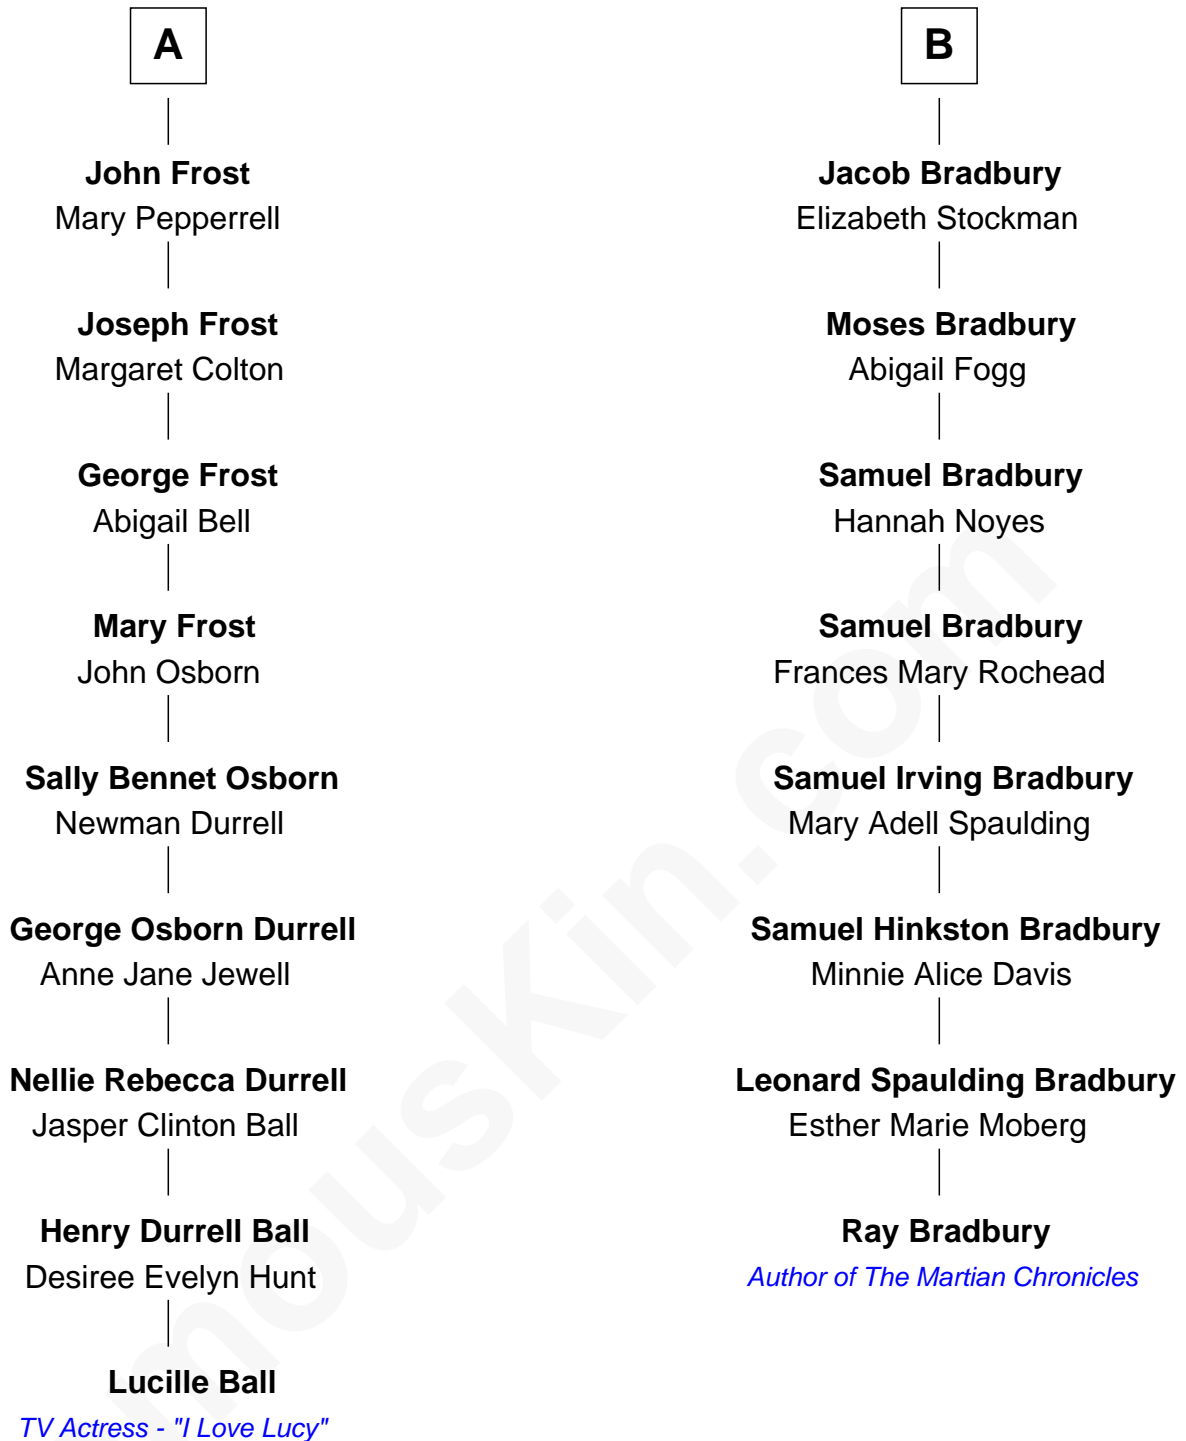 A
John Frost
Mary Pepperrell
Joseph Frost
Margaret Colton
George Frost
Abigail Bell
Mary Frost
John Osborn
Sally Bennet Osborn
Newman Durrell
George Osborn Durrell
Anne Jane Jewell
Nellie Rebecca Durrell
Jasper Clinton Ball
Henry Durrell Ball
Desiree Evelyn Hunt
Lucille Ball
TV Actress - "I Love Lucy"
B
Jacob Bradbury
Elizabeth Stockman
Moses Bradbury
Abigail Fogg
Samuel Bradbury
Hannah Noyes
Samuel Bradbury
Frances Mary Rochead
Samuel Irving Bradbury
Mary Adell Spaulding
Samuel Hinkston Bradbury
Minnie Alice Davis
Leonard Spaulding Bradbury
Esther Marie Moberg
Ray Bradbury
Author of The Martian Chronicles
mousKin.com